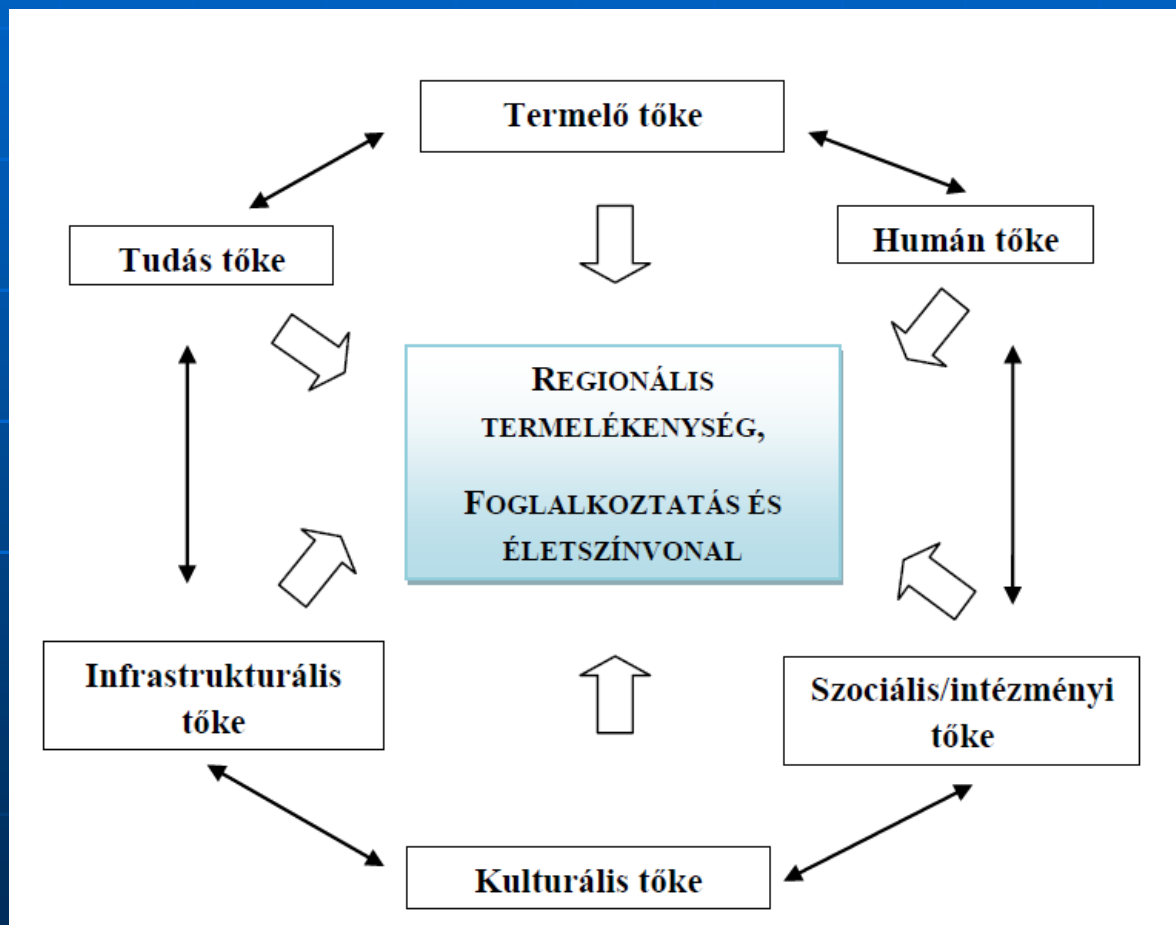 Termelő tőke
Tudás tőke
Humán tőke
REGIONÁLIS
TERMELÉKENYSÉG,
FOGLALKOZTATÁS ÉS
ÉLETSZÍNVONAL
Infrastrukturális
tőke
Szociális/intézményi
tőke
Kulturális tőke